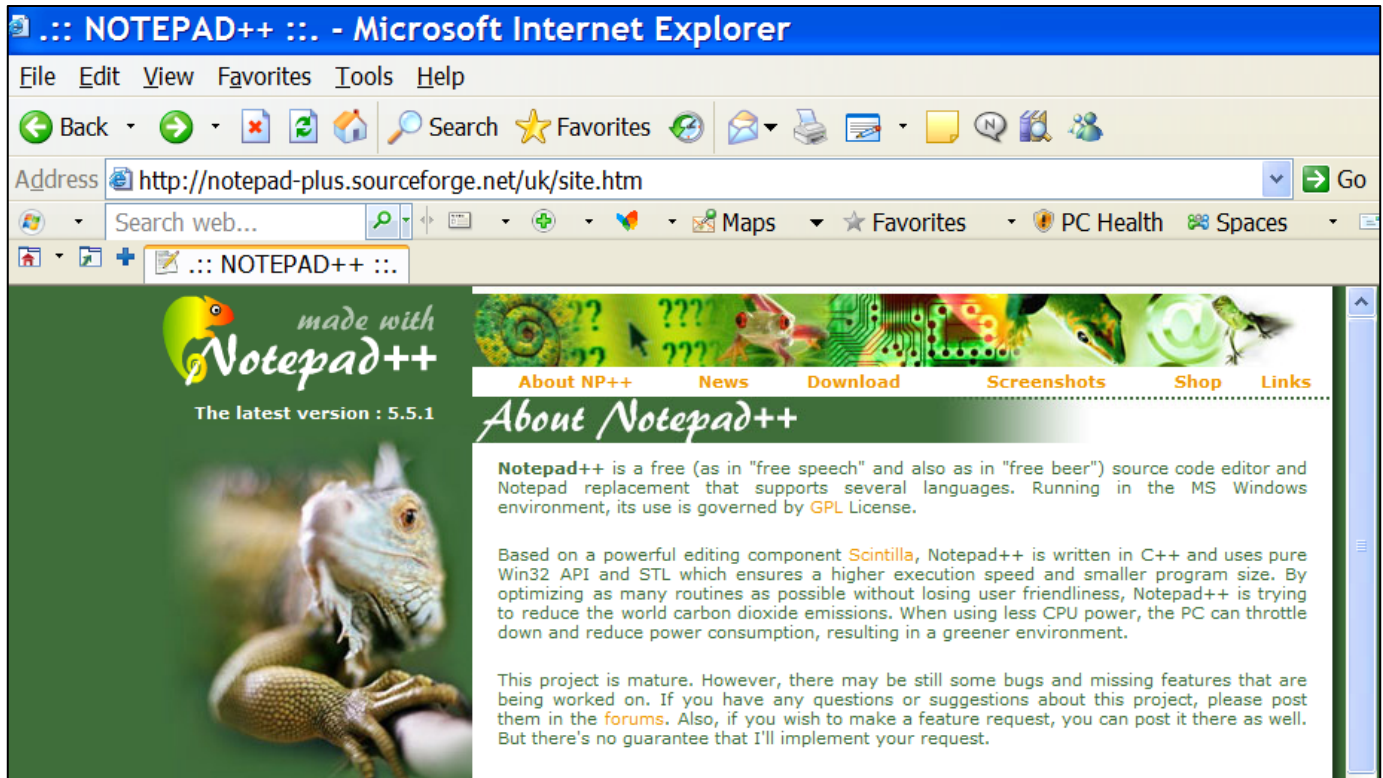 .:: NOTEPAD++ ::. - Microsoft Internet Explorer
File Edit View Favorites Tools Help
Back Search Favorites
Address http://notepad-plus.sourceforge.net/uk/site.htm Go
Search web... Maps Favorites PC Health Spaces
.:: NOTEPAD++ ::.
made with
Notepad++
The latest version : 5.5.1
?? ????
?? ???
@
About NP++ News Download Screenshots Shop Links
About Notepad++
Notepad++ is a free (as in "free speech" and also as in "free beer") source code editor and
Notepad replacement that supports several languages. Running in the MS Windows
environment, its use is governed by GPL License.
Based on a powerful editing component Scintilla, Notepad++ is written in C++ and uses pure
Win32 API and STL which ensures a higher execution speed and smaller program size. By
optimizing as many routines as possible without losing user friendliness, Notepad++ is trying
to reduce the world carbon dioxide emissions. When using less CPU power, the PC can throttle
down and reduce power consumption, resulting in a greener environment.
This project is mature. However, there may be still some bugs and missing features that are
being worked on. If you have any questions or suggestions about this project, please post
them in the forums. Also, if you wish to make a feature request, you can post it there as well.
But there's no guarantee that I'll implement your request.